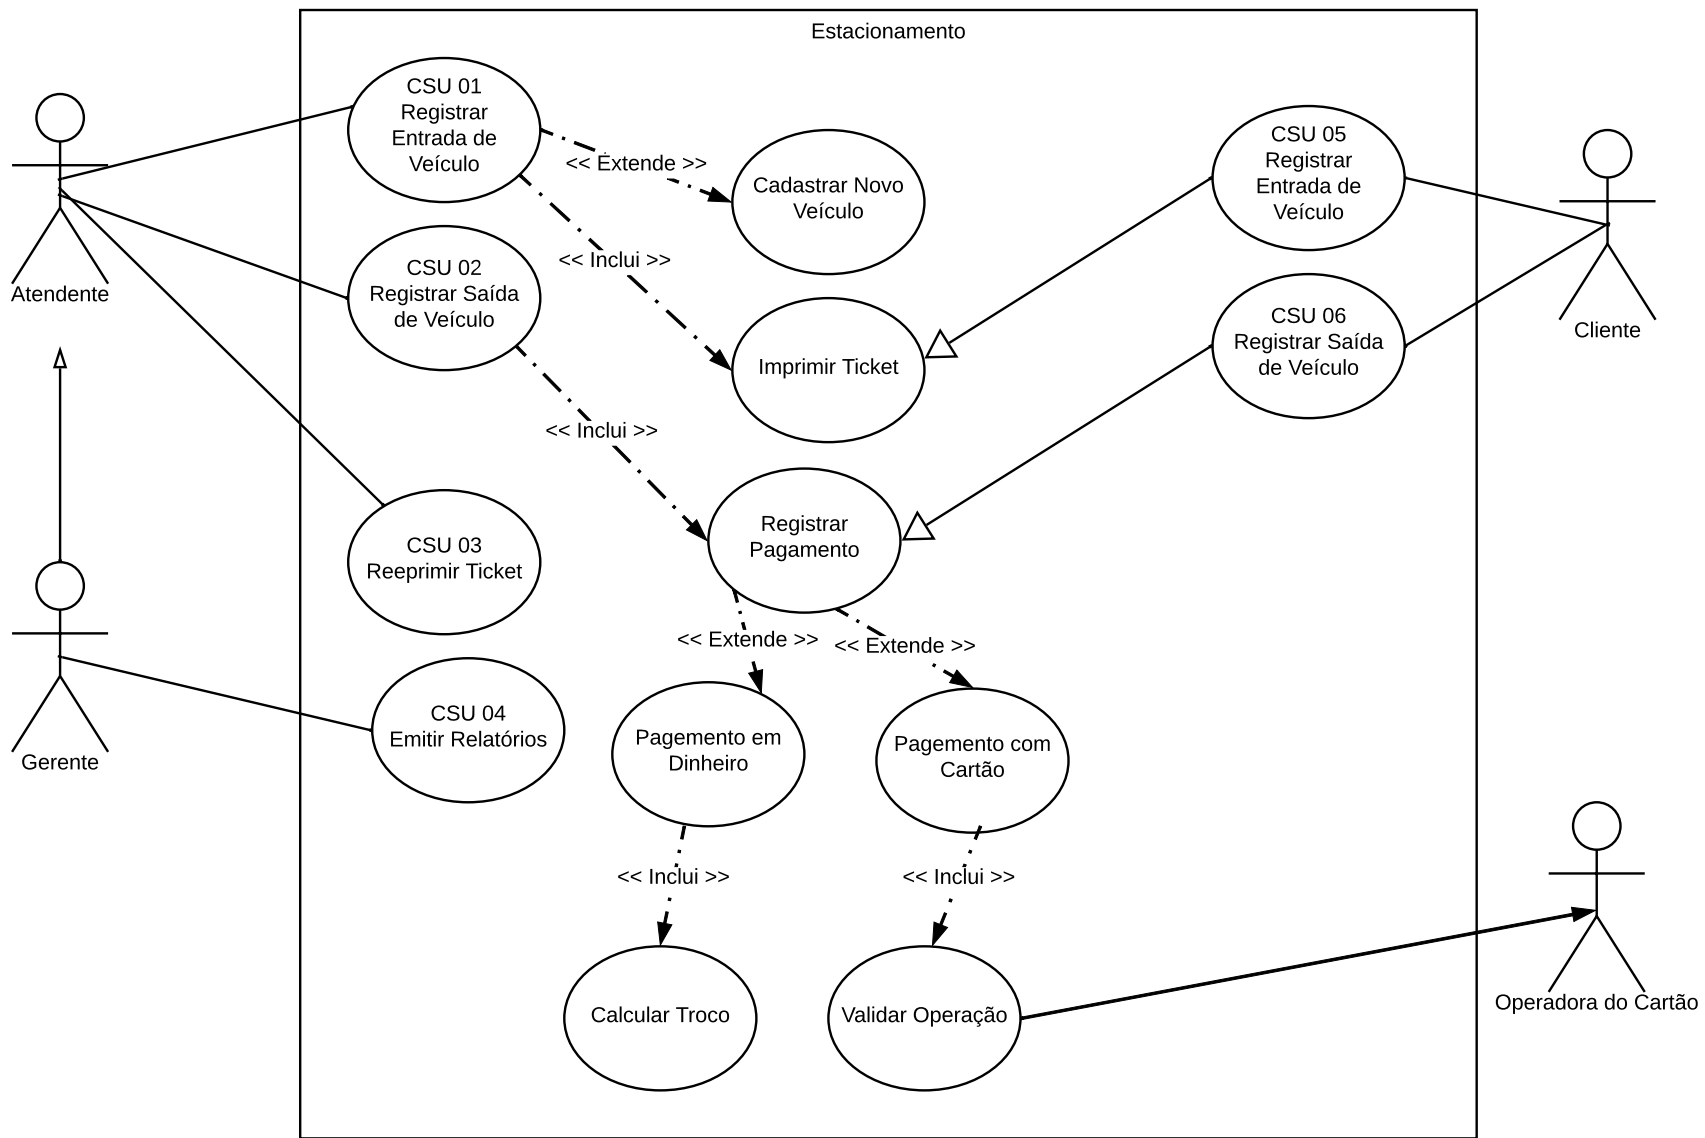 Estacionamento
CSU 01
Registrar
Entrada de
Veículo
<< Extende >>
Cadastrar Novo
Veículo
CSU 05
Registrar
Entrada de
Veículo
<< Inclui >>
CSU 02
Registrar Saída
de Veículo
Atendente
Imprimir Ticket
CSU 06
Registrar Saída
de Veículo
Cliente
<< Inclui >>
CSU 03
Reeprimir Ticket
Registrar
Pagamento
<< Extende >>
<< Extende >>
CSU 04
Emitir Relatórios
Gerente
Pagemento em
Dinheiro
Pagemento com
Cartão
<< Inclui >>
<< Inclui >>
Calcular Troco
Validar Operação
Operadora do Cartão